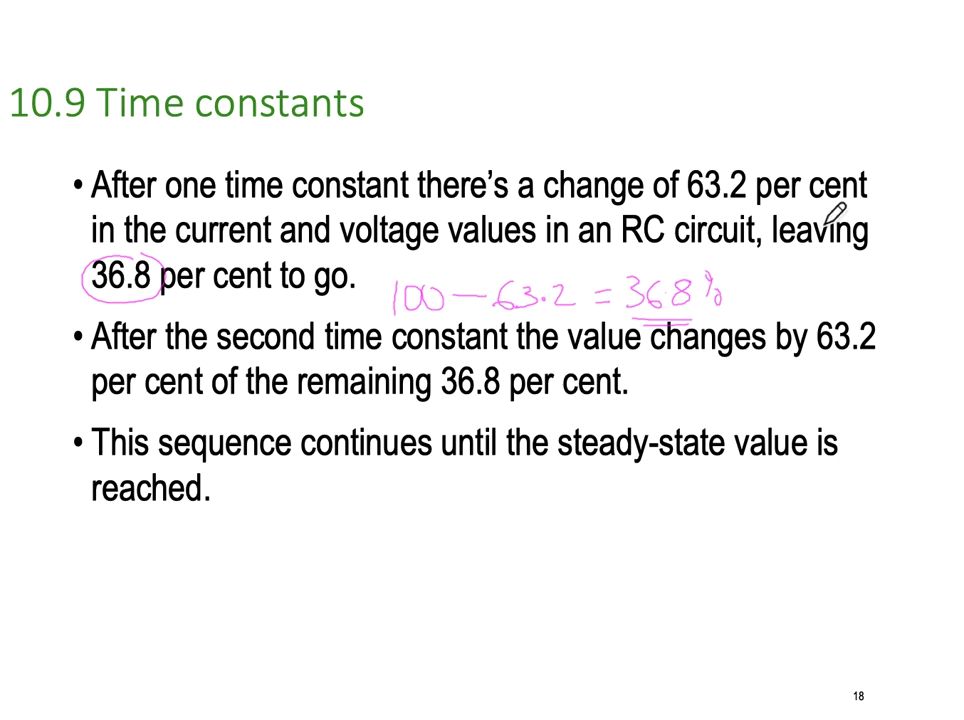 10.9 Time constants
• After one time constant there's a change of 63.2 per cent
in the current and voltage values in an RC circuit, leaving
36.8 per cent to go.
100 — 63.2 = 36.8 %
• After the second time constant the value changes by 63.2
per cent of the remaining 36.8 per cent.
• This sequence continues until the steady-state value is
reached.
18